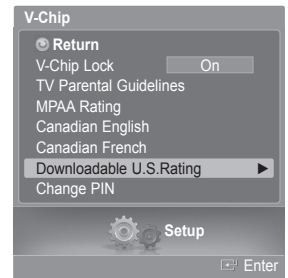 V-Chip
Return
V-Chip Lock On
TV Parental Guidelines
MPAA Rating
Canadian English
Canadian French
Downloadable U.S.Rating
Change PIN
Setup
Enter